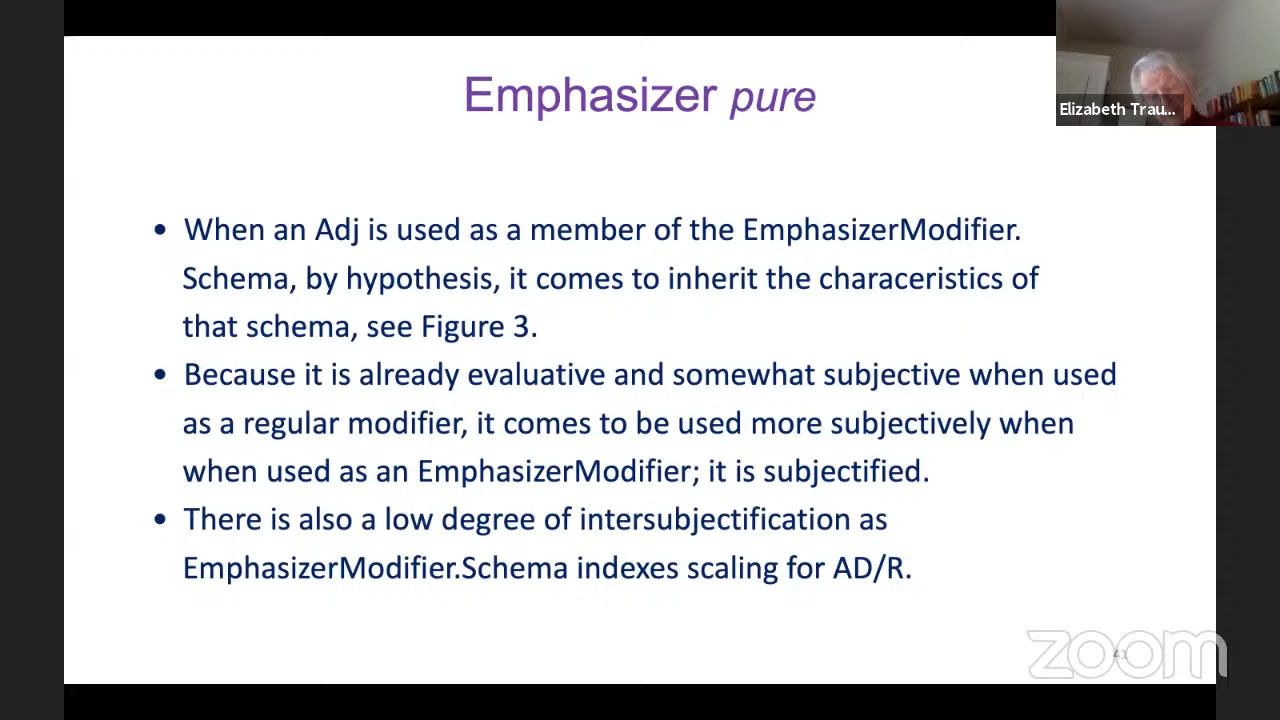 Emphasizer pure
Elizabeth Trau...
• When an Adj is used as a member of the EmphasizerModifier.
Schema, by hypothesis, it comes to inherit the characeristics of
that schema, see Figure 3.
• Because it is already evaluative and somewhat subjective when used
as a regular modifier, it comes to be used more subjectively when
when used as an EmphasizerModifier; it is subjectified.
• There is also a low degree of intersubjectification as
EmphasizerModifier.Schema indexes scaling for AD/R.
zoom
41